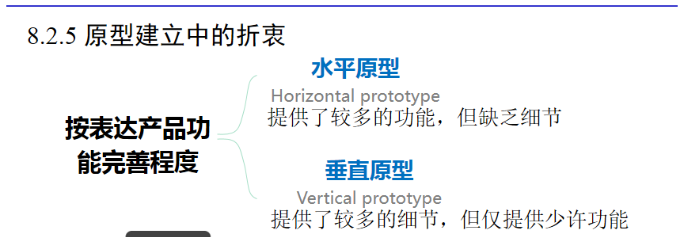 8.2.5 原型建立中的折衷
水平原型
Horizontal prototype
提供了较多的功能，但缺乏细节
按表达产品功
能完善程度
垂直原型
Vertical prototype
提供了较多的细节，但仅提供少许功能